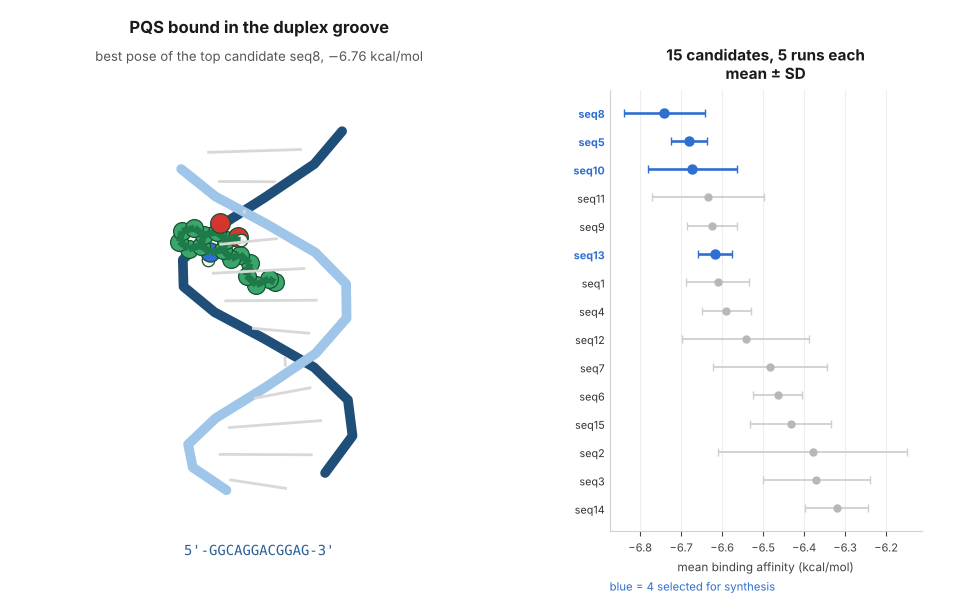 PQS bound in the duplex groove
best pose of the top candidate seq8, −6.76 kcal/mol
5'-GGCAGGACGGAG-3'
15 candidates, 5 runs each
mean ± SD
seq8
seq5
seq10
seq11
seq9
seq13
seq1
seq4
seq12
seq7
seq6
seq15
seq2
seq3
seq14
−6.8 −6.7 −6.6 −6.5 −6.4 −6.3 −6.2
mean binding affinity (kcal/mol)
blue = 4 selected for synthesis